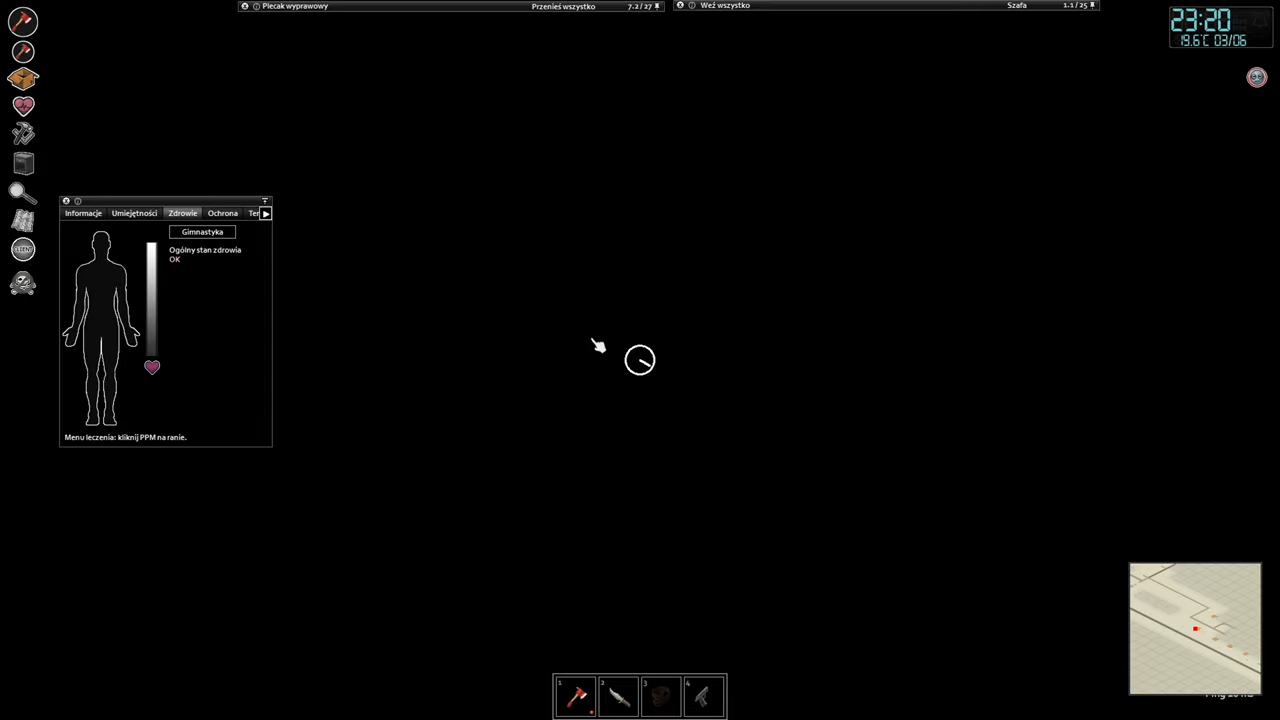 Plecak wyprawowy Przenieś wszystko 7.2 / 27
Weź wszystko Szafa 1.1 / 25
23:20
19.6°C 03/06
Informacje Umiejętności Zdrowie Ochrona
Gimnastyka
Ogólny stan zdrowia
OK
Menu leczenia: kliknij PPM na ranie.
1 2 3 4